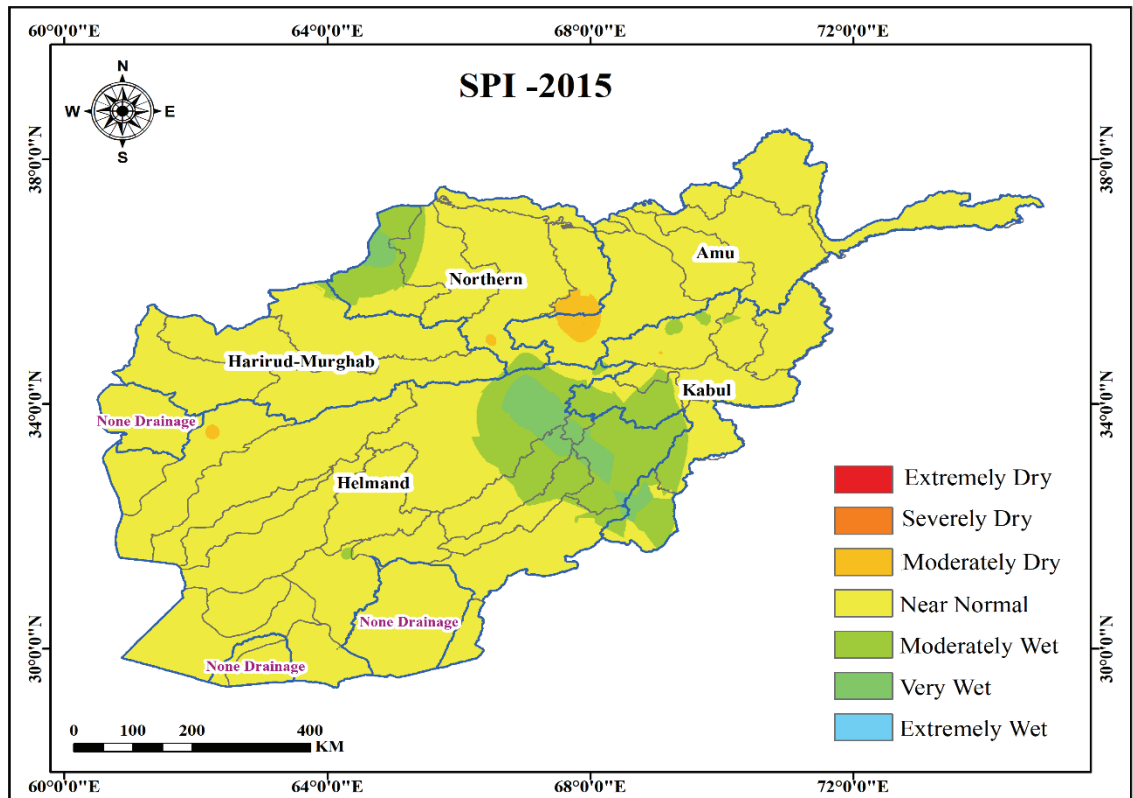 60°0'0"E 64°0'0"E 68°0'0"E 72°0'0"E
SPI -2015
N
W E
S
38°0'0"N 38°0'0"N
Amu
Northern
Harirud-Murghab
Kabul
34°0'0"N 34°0'0"N
None Drainage
Helmand
Extremely Dry
Severely Dry
Moderately Dry
Near Normal
None Drainage
Moderately Wet
30°0'0"N 30°0'0"N
None Drainage
Very Wet
Extremely Wet
0 100 200 400
KM
60°0'0"E 64°0'0"E 68°0'0"E 72°0'0"E